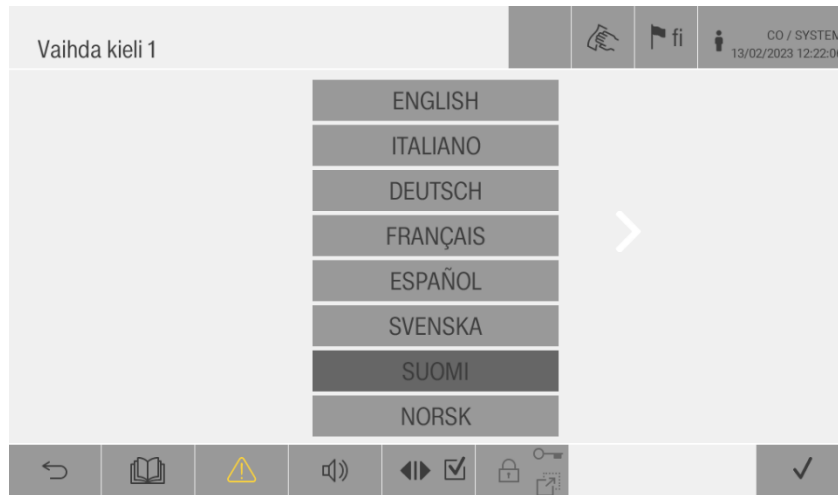 Vaihda kieli 1
fi
CO / SYSTEM
13/02/2023 12:22:06
ENGLISH
ITALIANO
DEUTSCH
FRANÇAIS
ESPAÑOL
SVENSKA
SUOMI
NORSK